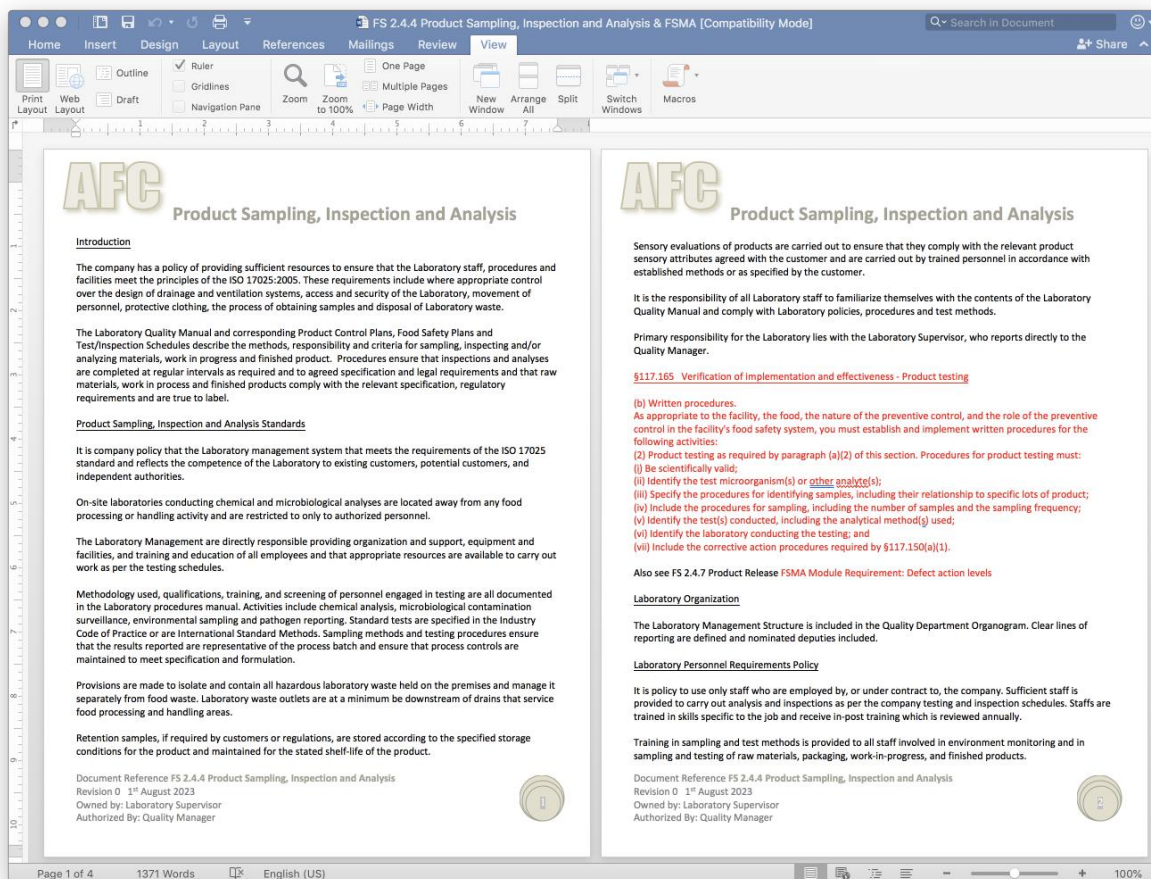 FS 2.4.4 Product Sampling, Inspection and Analysis & FSMA [Compatibility Mode]
Search in Document
Home Insert Design Layout References Mailings Review View
Share
Print Layout
Web Layout
Outline
Draft
Ruler
Gridlines
Navigation Pane
Zoom
Zoom to 100%
One Page
Multiple Pages
Page Width
New Window
Arrange All
Split
Switch Windows
Macros
1 2 3 4 5 6 7
AFC
Product Sampling, Inspection and Analysis
Introduction
The company has a policy of providing sufficient resources to ensure that the Laboratory staff, procedures and
facilities meet the principles of the ISO 17025:2005. These requirements include where appropriate control
over the design of drainage and ventilation systems, access and security of the Laboratory, movement of
personnel, protective clothing, the process of obtaining samples and disposal of Laboratory waste.
The Laboratory Quality Manual and corresponding Product Control Plans, Food Safety Plans and
Test/Inspection Schedules describe the methods, responsibility and criteria for sampling, inspecting and/or
analyzing materials, work in progress and finished product. Procedures ensure that inspections and analyses
are completed at regular intervals as required and to agreed specification and legal requirements and that raw
materials, work in process and finished products comply with the relevant specification, regulatory
requirements and are true to label.
Product Sampling, Inspection and Analysis Standards
It is company policy that the Laboratory management system that meets the requirements of the ISO 17025
standard and reflects the competence of the Laboratory to existing customers, potential customers, and
independent authorities.
On-site laboratories conducting chemical and microbiological analyses are located away from any food
processing or handling activity and are restricted to only to authorized personnel.
The Laboratory Management are directly responsible providing organization and support, equipment and
facilities, and training and education of all employees and that appropriate resources are available to carry out
work as per the testing schedules.
Methodology used, qualifications, training, and screening of personnel engaged in testing are all documented
in the Laboratory procedures manual. Activities include chemical analysis, microbiological contamination
surveillance, environmental sampling and pathogen reporting. Standard tests are specified in the Industry
Code of Practice or are International Standard Methods. Sampling methods and testing procedures ensure
that the results reported are representative of the process batch and ensure that process controls are
maintained to meet specification and formulation.
Provisions are made to isolate and contain all hazardous laboratory waste held on the premises and manage it
separately from food waste. Laboratory waste outlets are at a minimum be downstream of drains that service
food processing and handling areas.
Retention samples, if required by customers or regulations, are stored according to the specified storage
conditions for the product and maintained for the stated shelf-life of the product.
Document Reference FS 2.4.4 Product Sampling, Inspection and Analysis
Revision 0 1st August 2023
Owned by: Laboratory Supervisor
Authorized By: Quality Manager
1
AFC
Product Sampling, Inspection and Analysis
Sensory evaluations of products are carried out to ensure that they comply with the relevant product
sensory attributes agreed with the customer and are carried out by trained personnel in accordance with
established methods or as specified by the customer.
It is the responsibility of all Laboratory staff to familiarize themselves with the contents of the Laboratory
Quality Manual and comply with Laboratory policies, procedures and test methods.
Primary responsibility for the Laboratory lies with the Laboratory Supervisor, who reports directly to the
Quality Manager.
§117.165 Verification of implementation and effectiveness - Product testing
(b) Written procedures.
As appropriate to the facility, the food, the nature of the preventive control, and the role of the preventive
control in the facility's food safety system, you must establish and implement written procedures for the
following activities:
(2) Product testing as required by paragraph (a)(2) of this section. Procedures for product testing must:
(i) Be scientifically valid;
(ii) Identify the test microorganism(s) or other analyte(s);
(iii) Specify the procedures for identifying samples, including their relationship to specific lots of product;
(iv) Include the procedures for sampling, including the number of samples and the sampling frequency;
(v) Identify the test(s) conducted, including the analytical method(s) used;
(vi) Identify the laboratory conducting the testing; and
(vii) Include the corrective action procedures required by §117.150(a)(1).
Also see FS 2.4.7 Product Release FSMA Module Requirement: Defect action levels
Laboratory Organization
The Laboratory Management Structure is included in the Quality Department Organogram. Clear lines of
reporting are defined and nominated deputies included.
Laboratory Personnel Requirements Policy
It is policy to use only staff who are employed by, or under contract to, the company. Sufficient staff is
provided to carry out analysis and inspections as per the company testing and inspection schedules. Staffs are
trained in skills specific to the job and receive in-post training which is reviewed annually.
Training in sampling and test methods is provided to all staff involved in environment monitoring and in
sampling and testing of raw materials, packaging, work-in-progress, and finished products.
Document Reference FS 2.4.4 Product Sampling, Inspection and Analysis
Revision 0 1st August 2023
Owned by: Laboratory Supervisor
Authorized By: Quality Manager
2
Page 1 of 4 1371 Words English (US) 100%